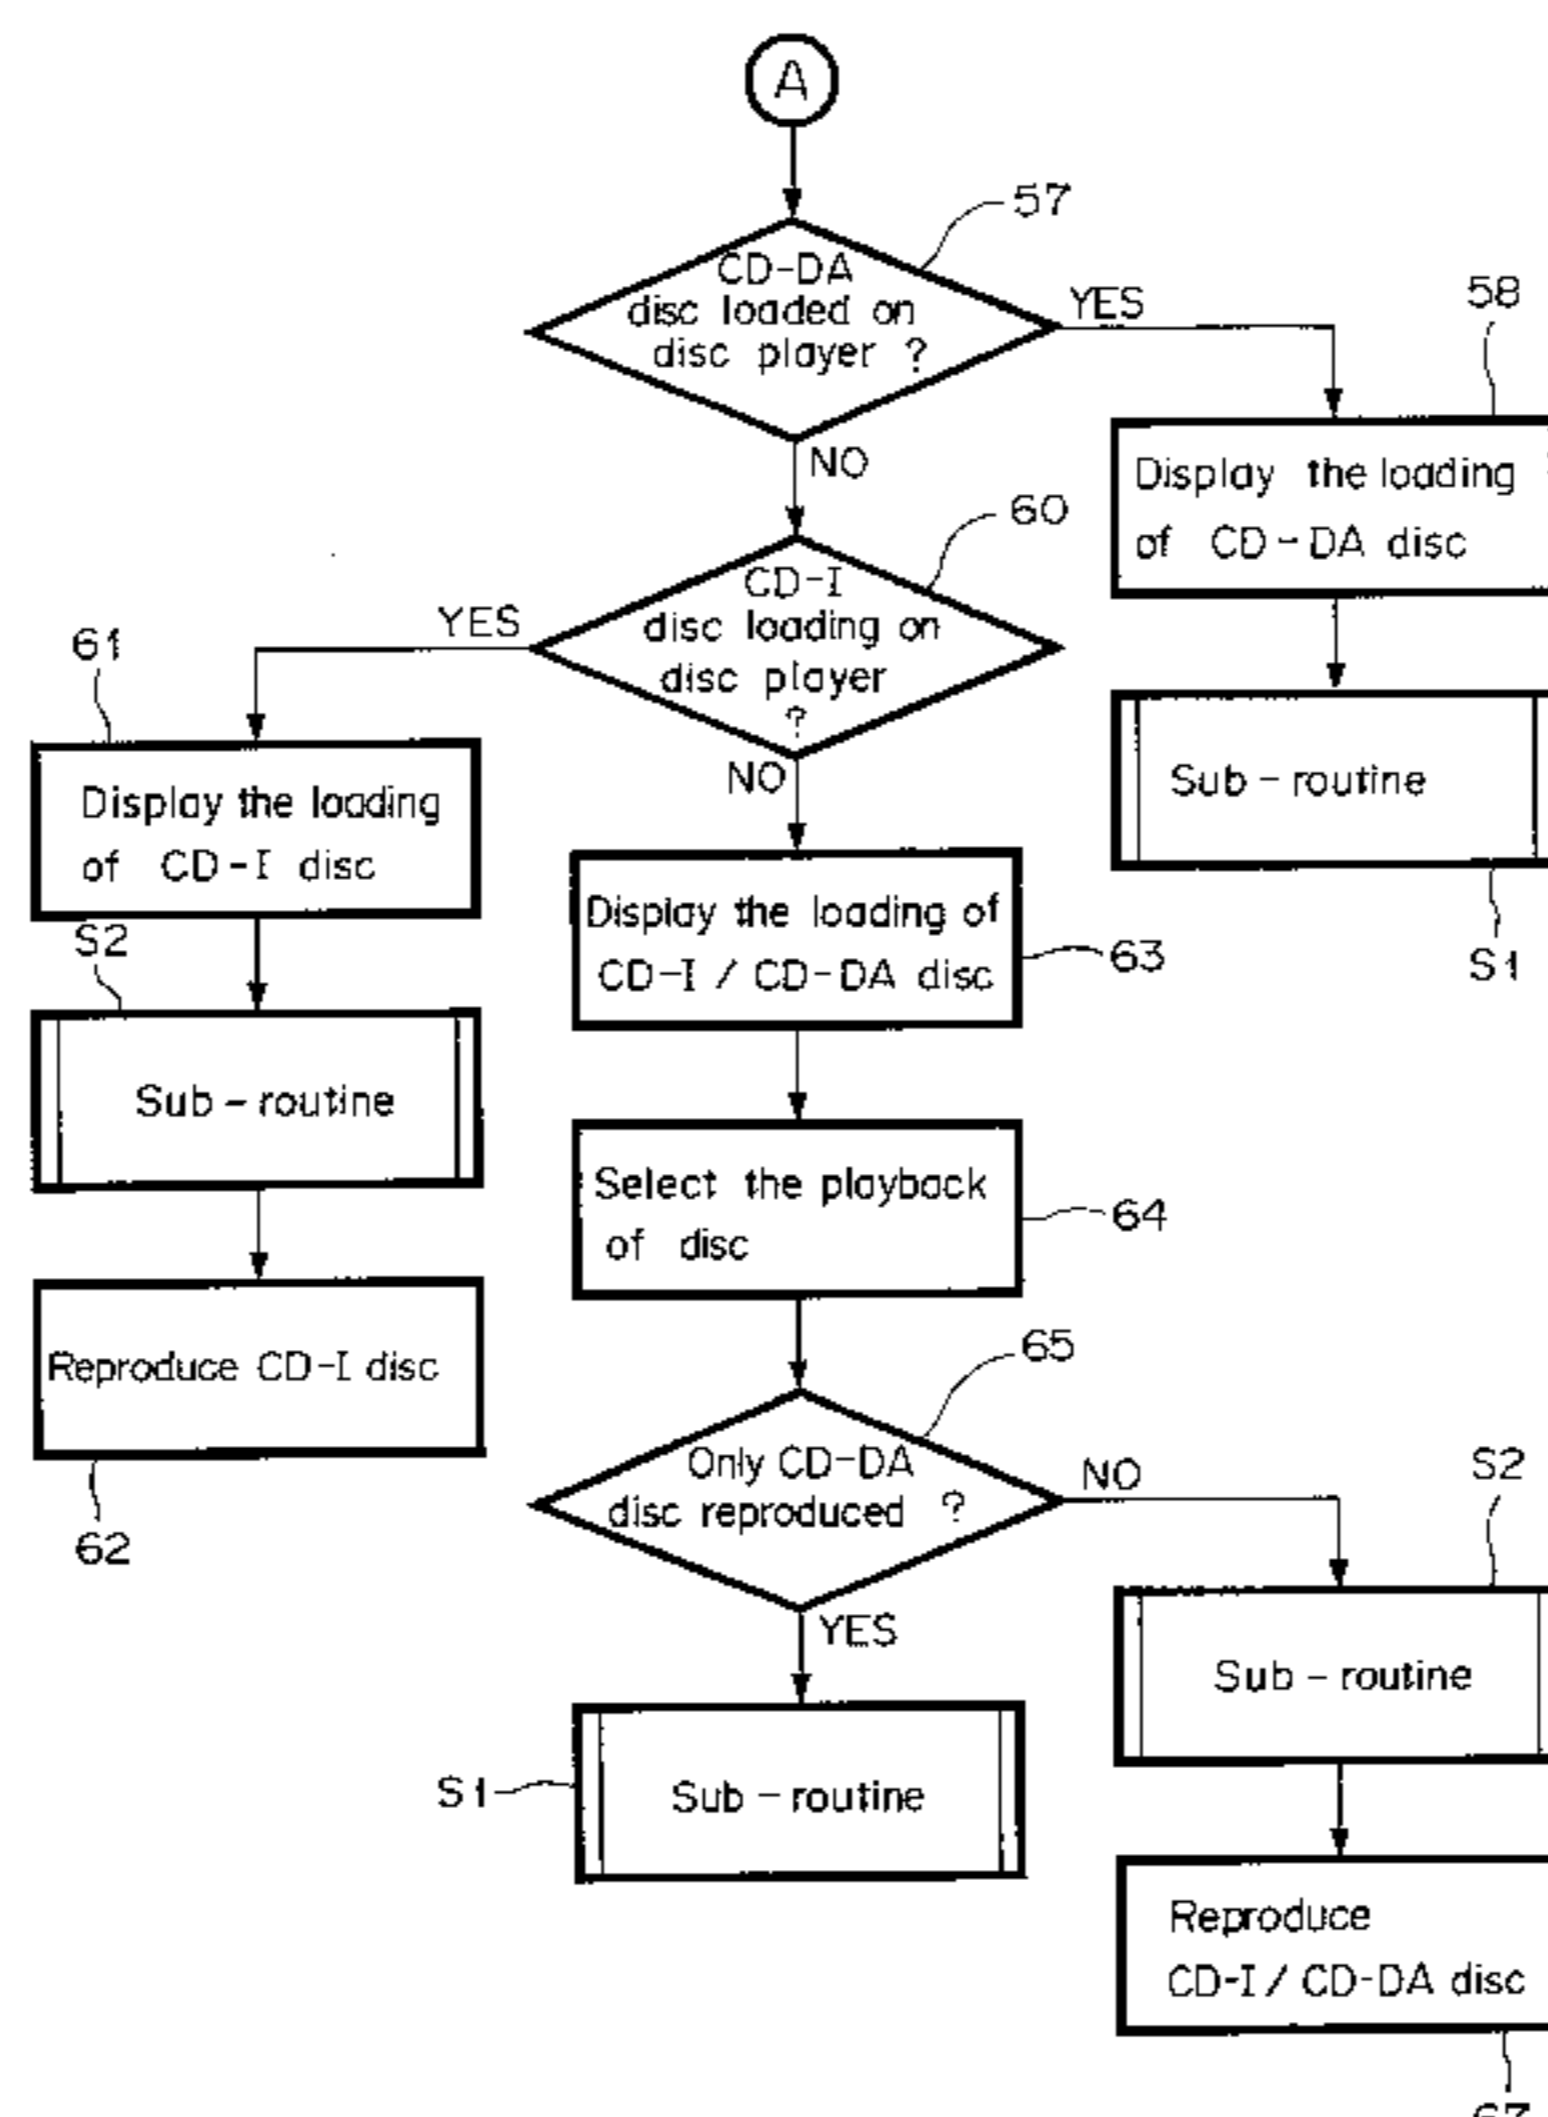 A
57
CD-DA
disc loaded on
disc player ?
YES
58
NO
Display the loading
of CD-DA disc
60
CD-I
disc loading on
disc player
?
YES
61
NO
Sub-routine
S1
Display the loading
of CD-I disc
S2
Display the loading of
CD-I / CD-DA disc
63
Sub-routine
Select the playback
of disc
64
Reproduce CD-I disc
62
65
Only CD-DA
disc reproduced ?
NO
S2
YES
Sub-routine
S1
Sub-routine
Reproduce
CD-I / CD-DA disc